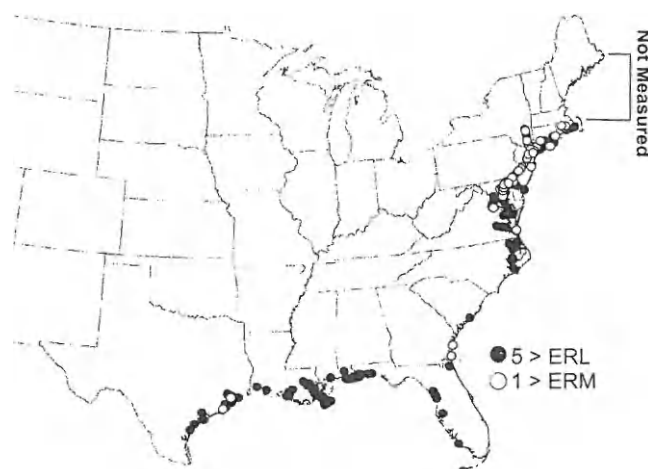 Not Measured
● 5 > ERL
○ 1 > ERM